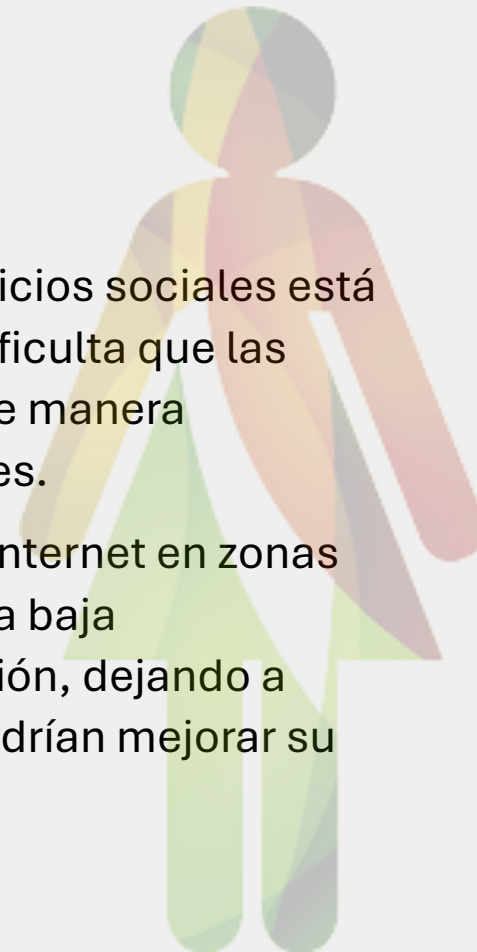 icios sociales está
ficulta que las
e manera
es.
nternet en zonas
a baja
ión, dejando a
drían mejorar su